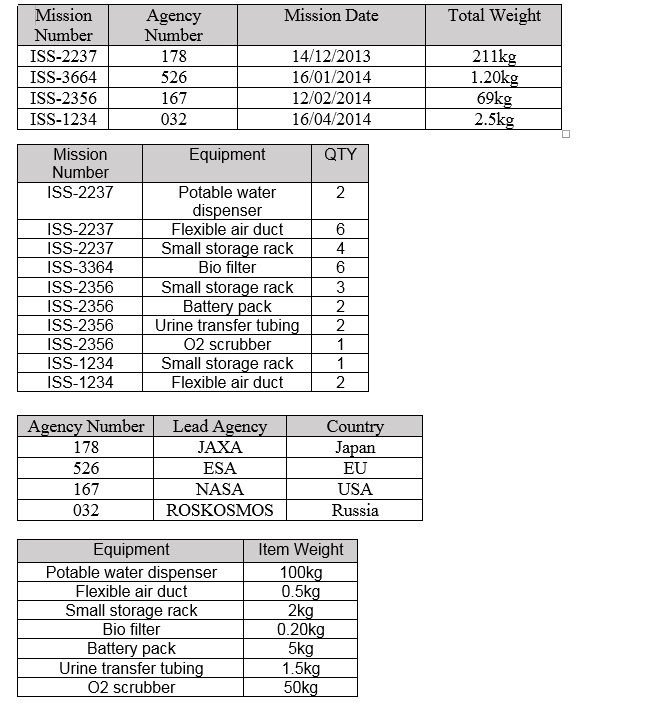 Mission Number Agency Number Mission Date Total Weight
ISS-2237 178 14/12/2013 211kg
ISS-3664 526 16/01/2014 1.20kg
ISS-2356 167 12/02/2014 69kg
ISS-1234 032 16/04/2014 2.5kg
Mission Number Equipment QTY
ISS-2237 Potable water dispenser 2
ISS-2237 Flexible air duct 6
ISS-2237 Small storage rack 4
ISS-3364 Bio filter 6
ISS-2356 Small storage rack 3
ISS-2356 Battery pack 2
ISS-2356 Urine transfer tubing 2
ISS-2356 O2 scrubber 1
ISS-1234 Small storage rack 1
ISS-1234 Flexible air duct 2
Agency Number Lead Agency Country
178 JAXA Japan
526 ESA EU
167 NASA USA
032 ROSKOSMOS Russia
Equipment Item Weight
Potable water dispenser 100kg
Flexible air duct 0.5kg
Small storage rack 2kg
Bio filter 0.20kg
Battery pack 5kg
Urine transfer tubing 1.5kg
O2 scrubber 50kg